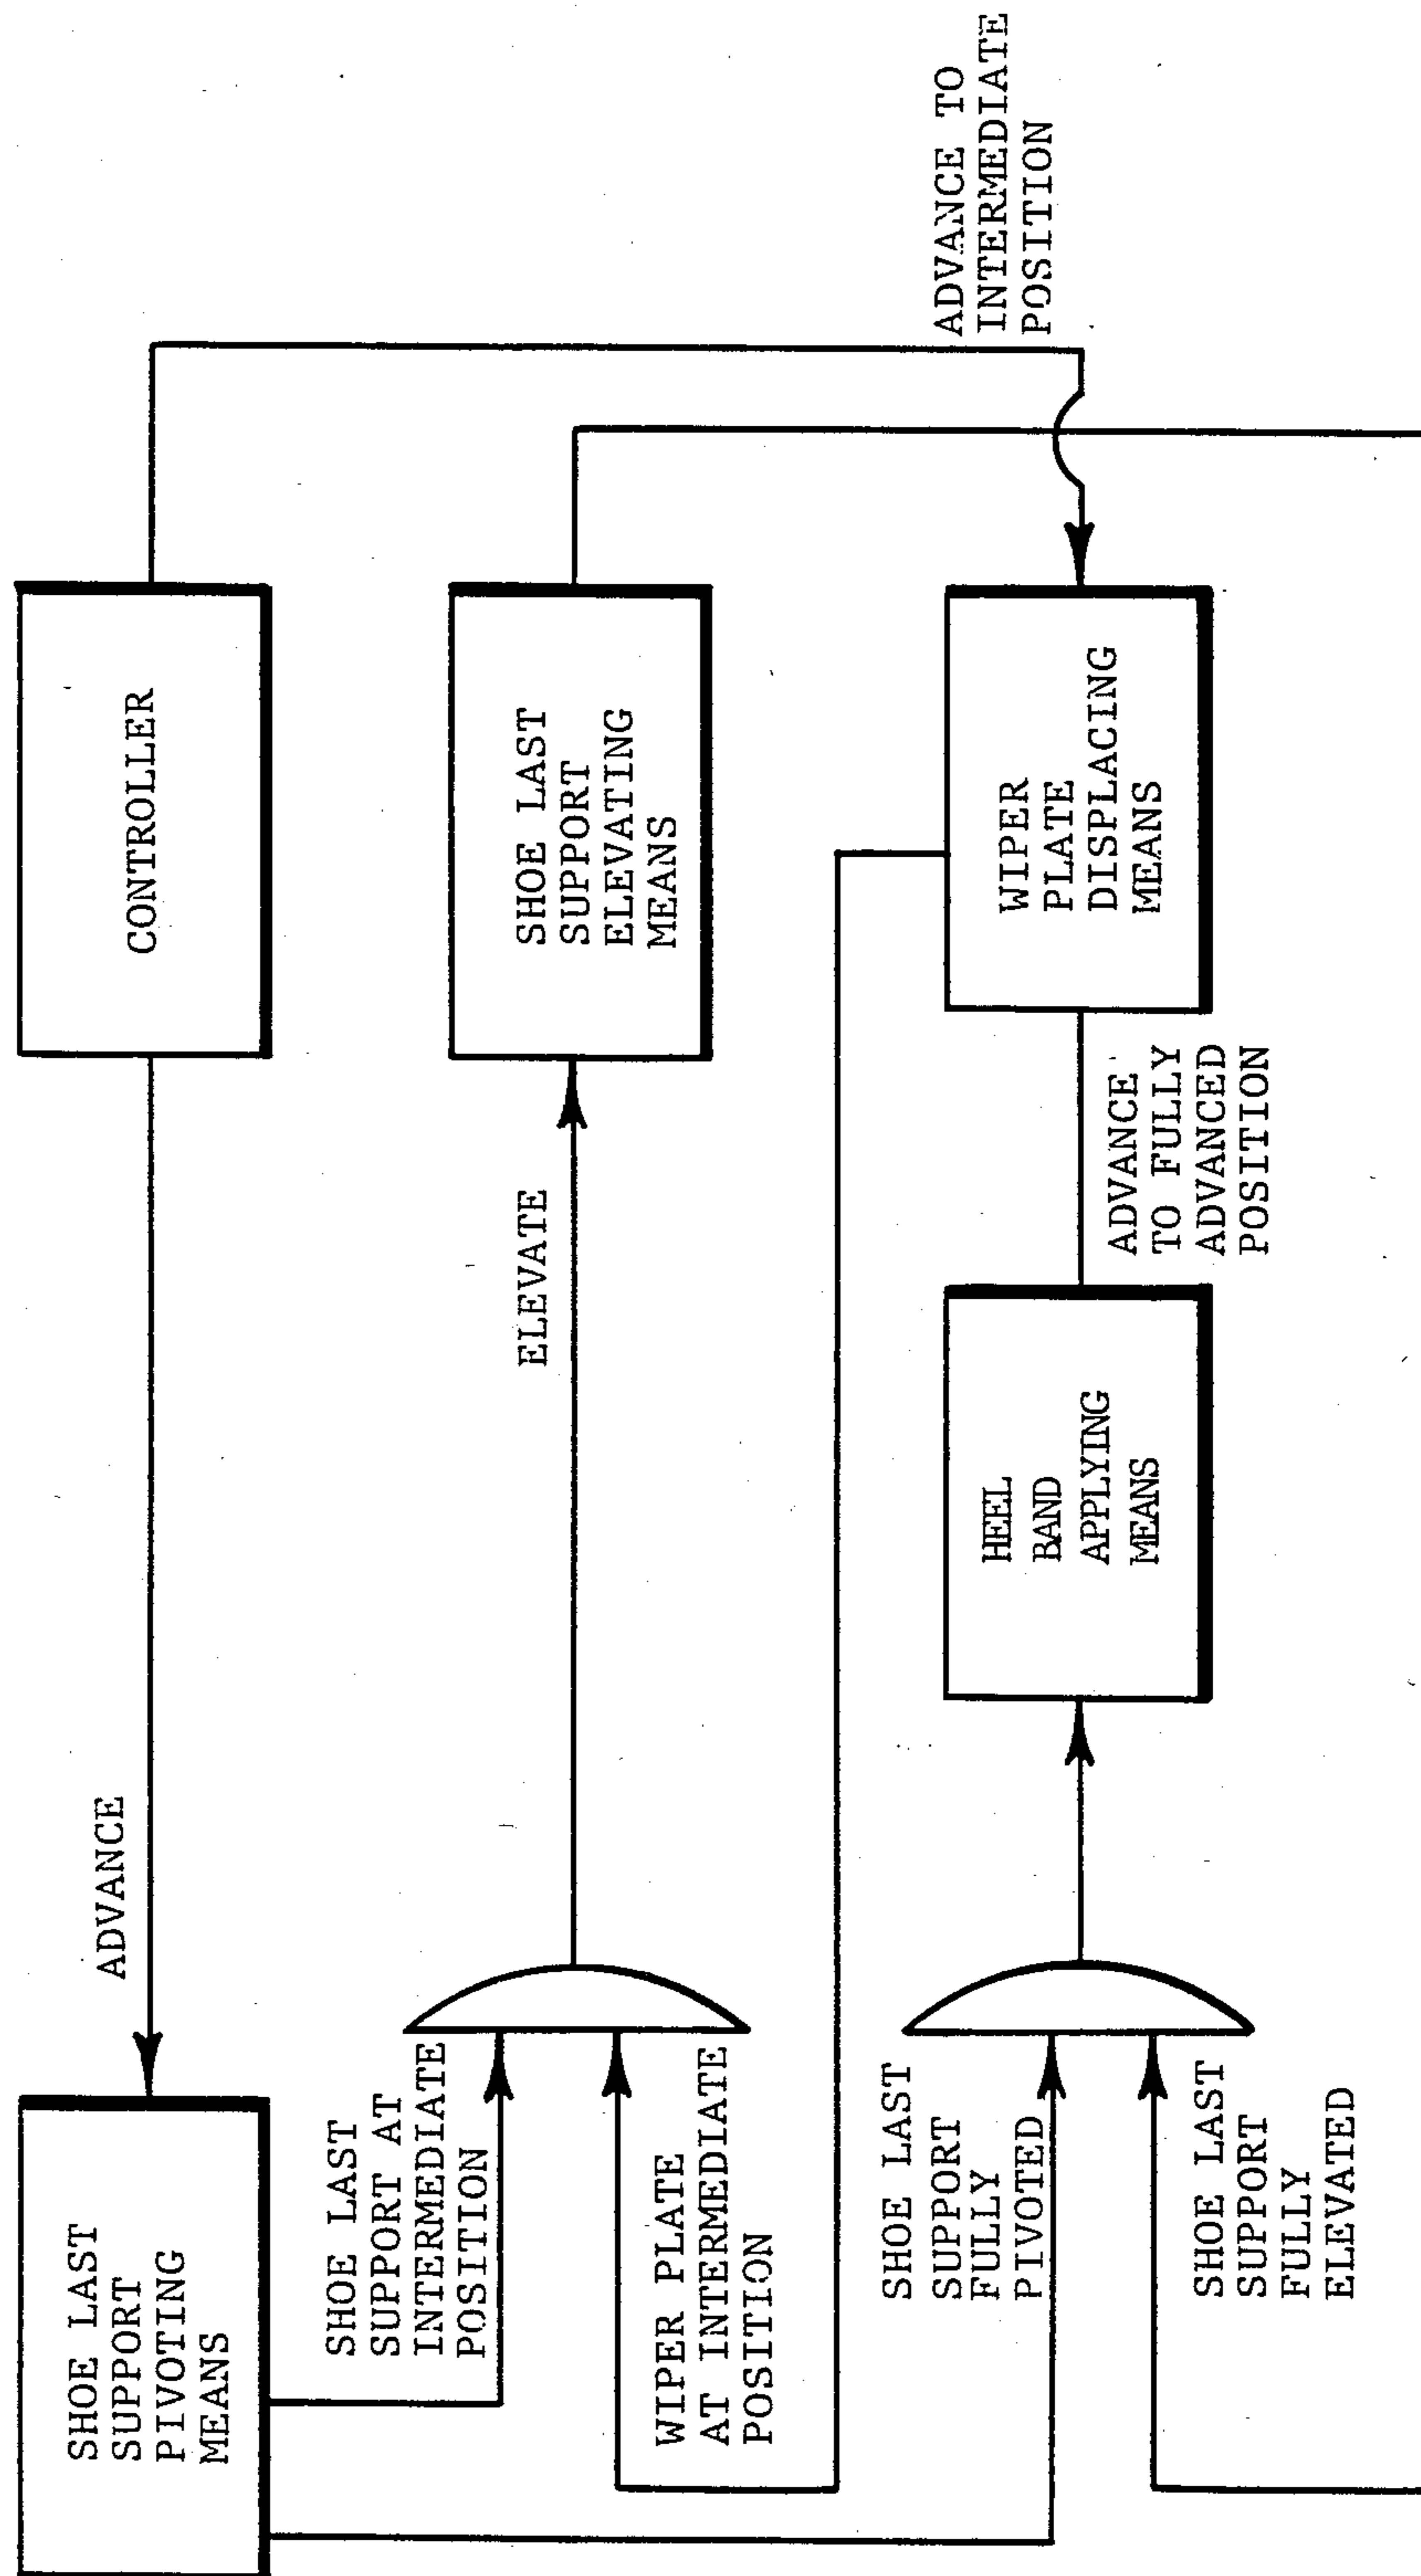 SHOE LAST
SUPPORT
PIVOTING
MEANS
ADVANCE
CONTROLLER
SHOE LAST
SUPPORT AT
INTERMEDIATE
POSITION
ELEVATE
SHOE LAST
SUPPORT
ELEVATING
MEANS
WIPER PLATE
AT INTERMEDIATE
POSITION
SHOE LAST
SUPPORT
FULLY
PIVOTED
HEEL
BAND
APPLYING
MEANS
WIPER
PLATE
DISPLACING
MEANS
ADVANCE TO
INTERMEDIATE
POSITION
ADVANCE
TO FULLY
ADVANCED
POSITION
SHOE LAST
SUPPORT
FULLY
ELEVATED